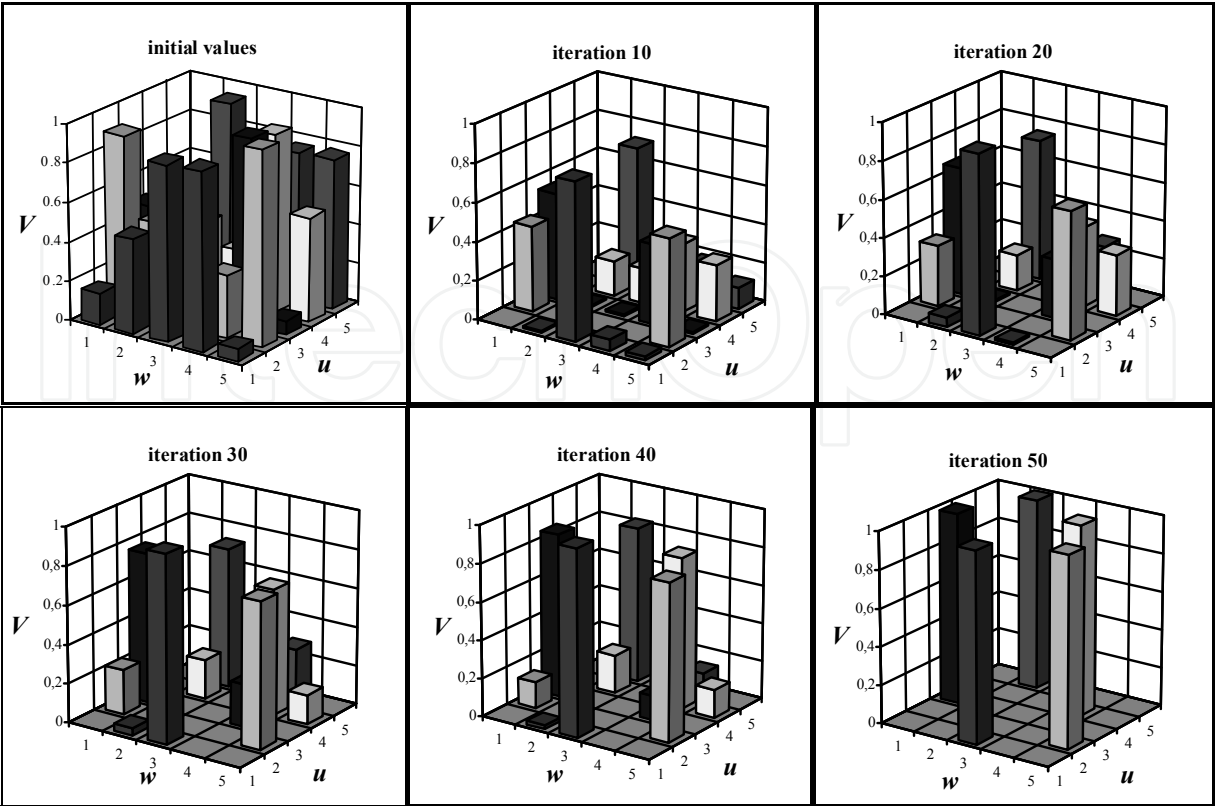 initial values
1
0.8
0.6
0.4
0.2
0
V
1 2 3 4 5
w
1 2 3 4 5
u
iteration 10
1
0,8
0,6
0,4
0,2
0
V
1 2 3 4 5
w
1 2 3 4 5
u
iteration 20
1
0,8
0,6
0,4
0,2
0
V
1 2 3 4 5
w
1 2 3 4 5
u
iteration 30
1
0,8
0,6
0,4
0,2
0
V
1 2 3 4 5
w
1 2 3 4 5
u
iteration 40
1
0,8
0,6
0,4
0,2
0
V
1 2 3 4 5
w
1 2 3 4 5
u
iteration 50
1
0,8
0,6
0,4
0,2
0
V
1 2 3 4 5
w
1 2 3 4 5
u
intechopen